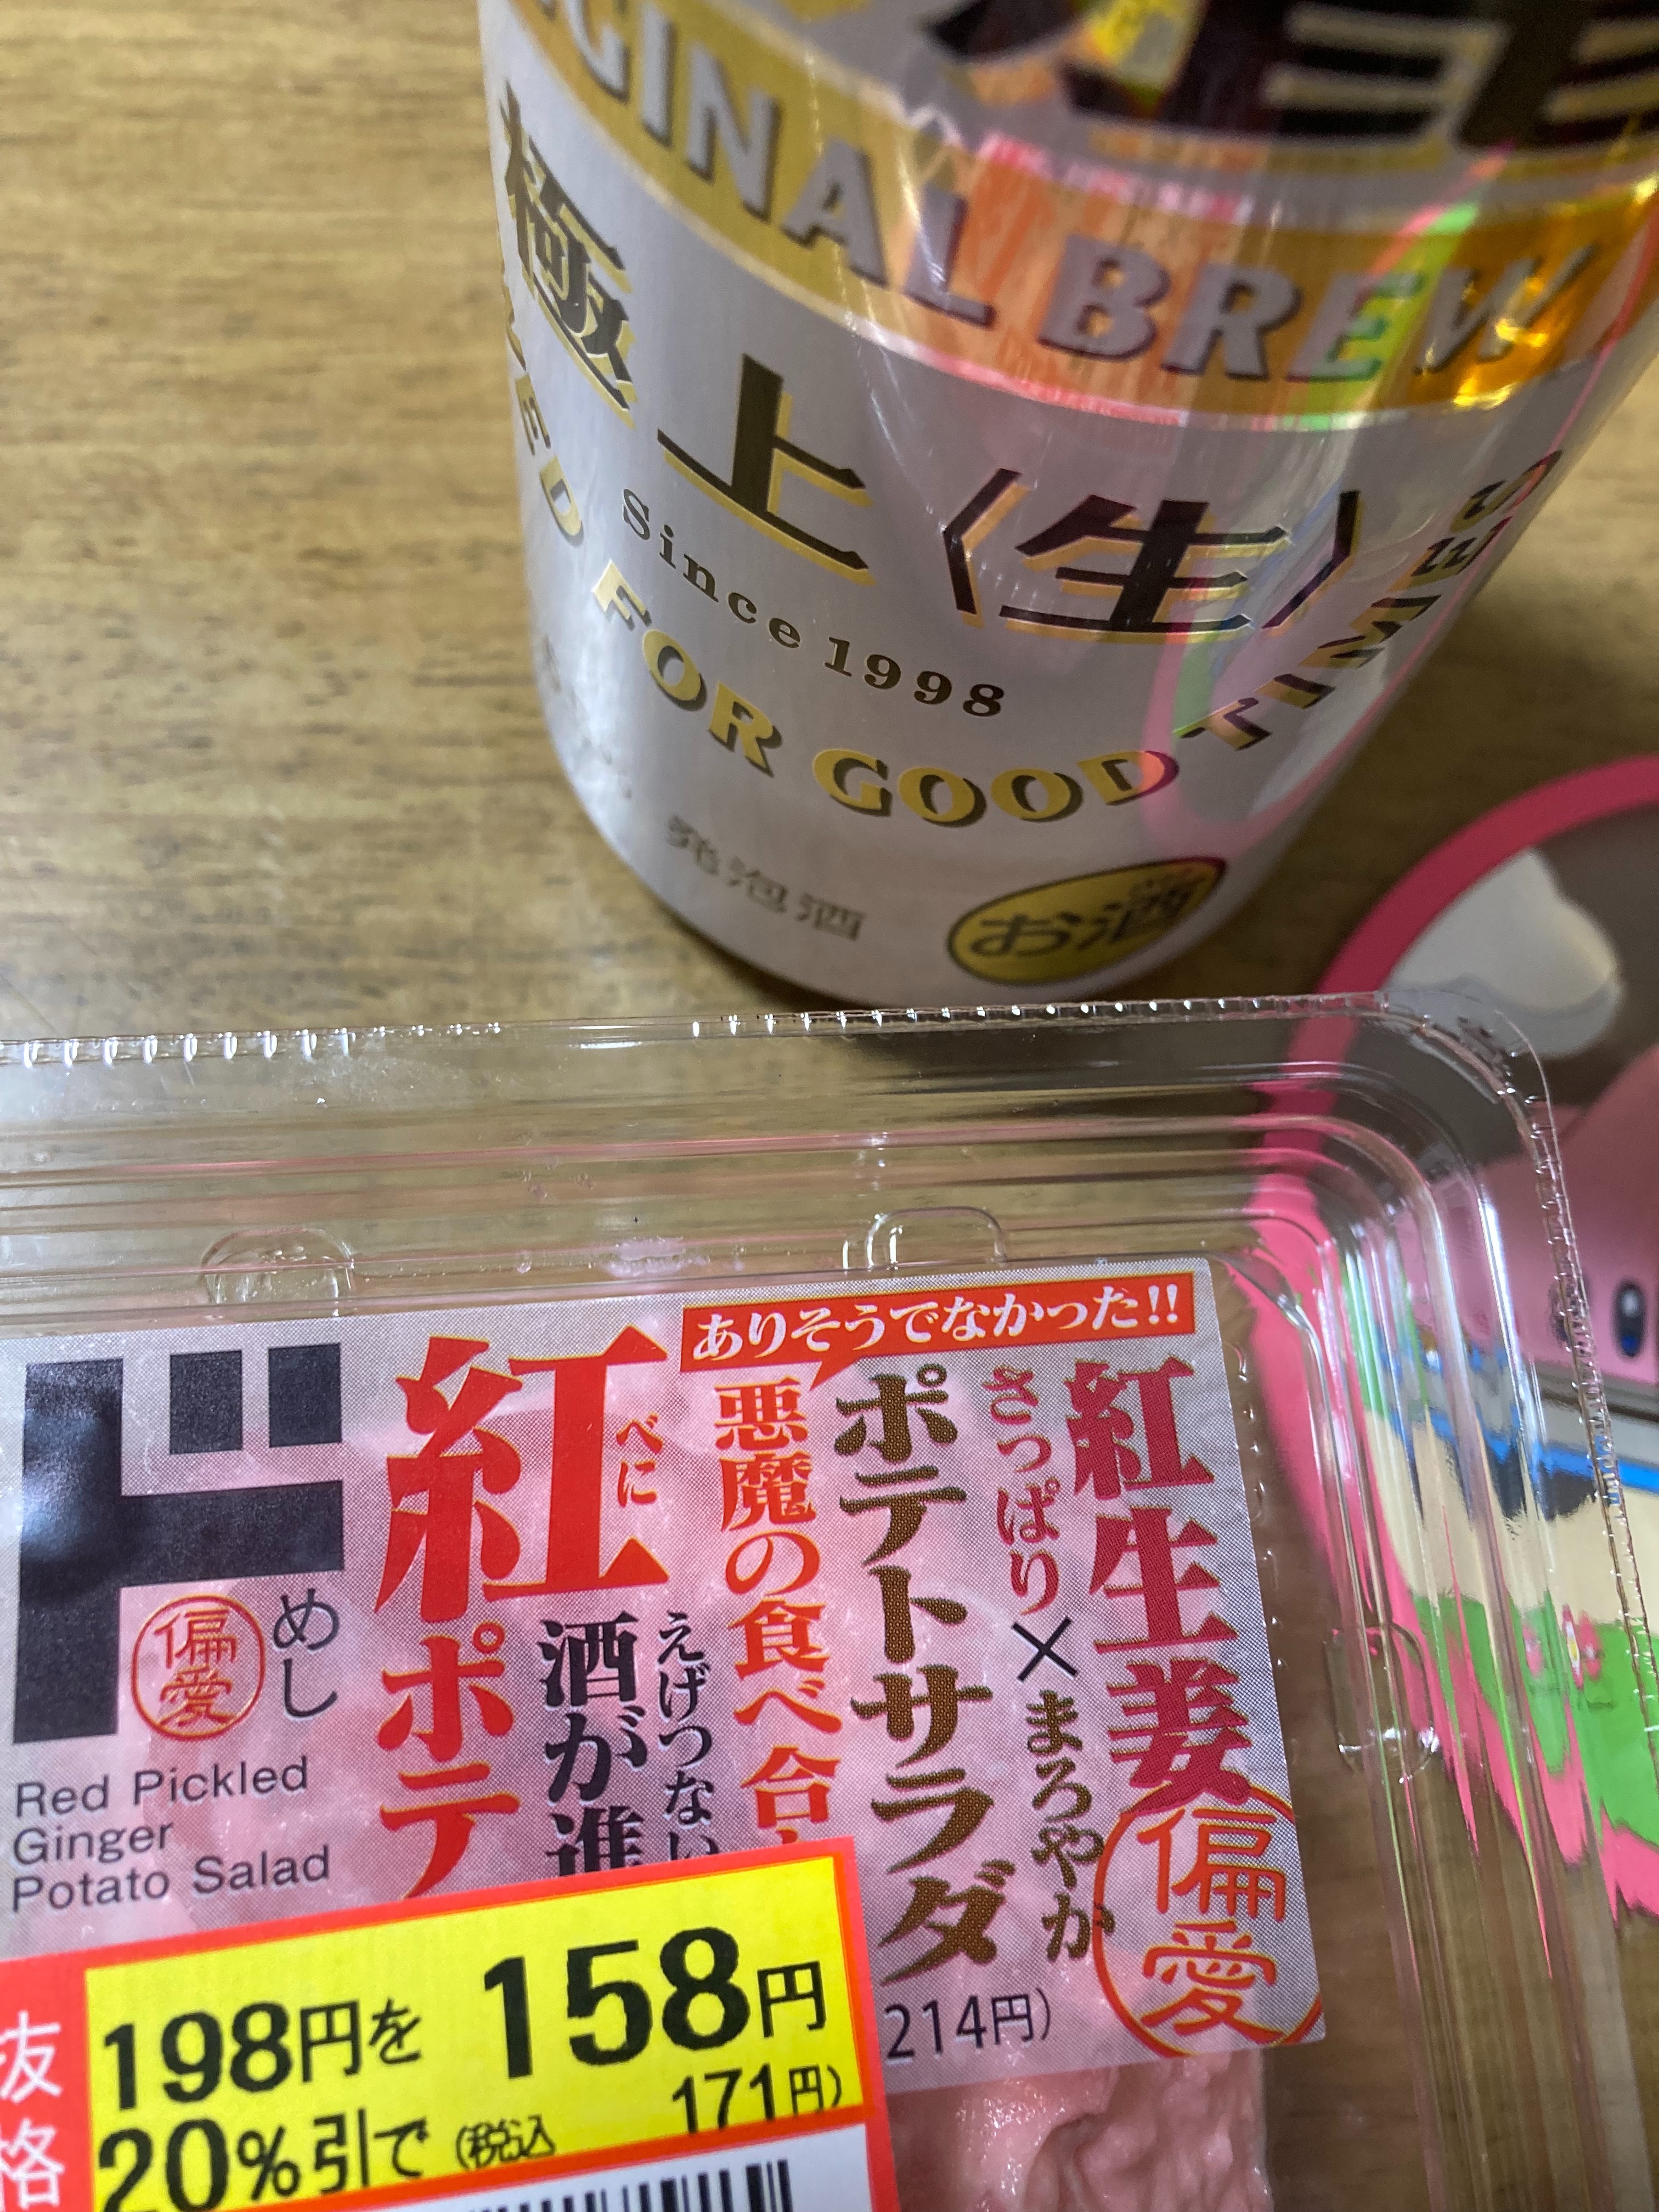 ORIGINAL BREW
極上〈生〉
Since 1998
FOR GOOD
発泡酒
お酒
ありそうでなかった!!
紅生姜
さっぱり×まろやか
ポテトサラダ
悪魔の食べ合
紅ポテ
べに
えげつない
酒が進
ド
めし
偏愛
Red Pickled
Ginger
Potato Salad
偏愛
214円)
抜
格
198円を 158円
20%引で (税込 171円)